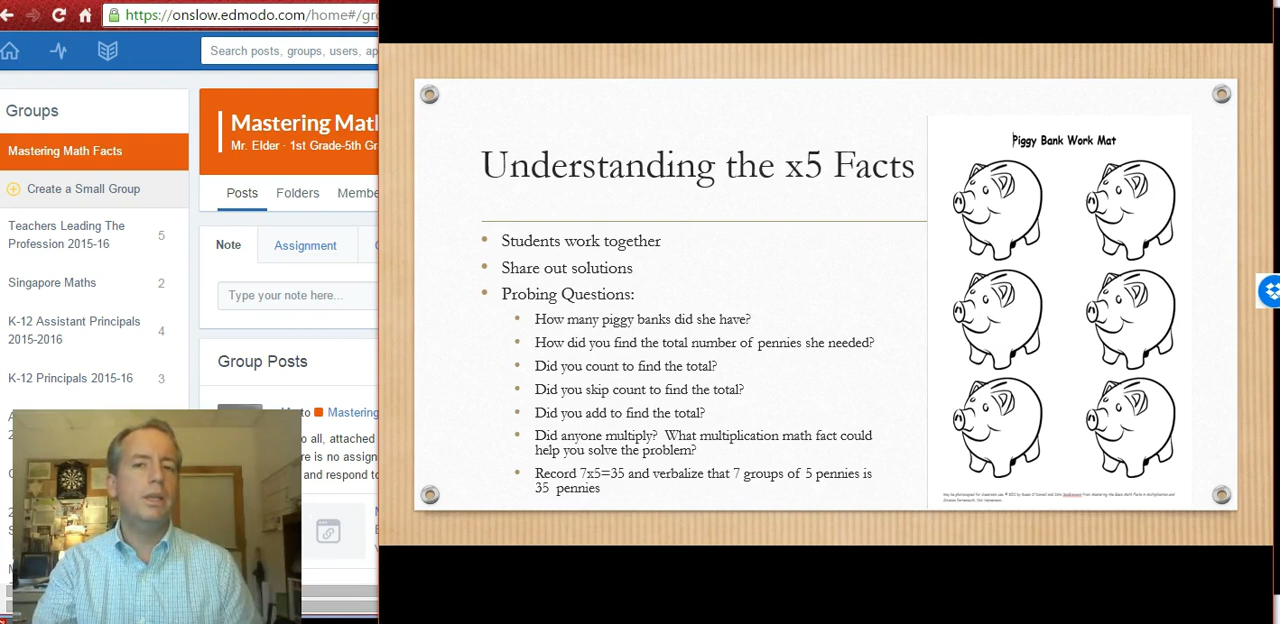 https://onslow.edmodo.com/home#/gr
Search posts, groups, users, ap
Groups
Mastering Math Facts
Create a Small Group
Teachers Leading The
Profession 2015-16
5
Singapore Maths
2
K-12 Assistant Principals
2015-2016
4
K-12 Principals 2015-16
3
Mastering Mat
Mr. Elder · 1st Grade-5th Gr
Posts
Folders
Membe
Note
Assignment
Type your note here...
Group Posts
to
Mastering
o all, attached
re is no assign
and respond to
Understanding the x5 Facts
• Students work together
• Share out solutions
• Probing Questions:
• How many piggy banks did she have?
• How did you find the total number of pennies she needed?
• Did you count to find the total?
• Did you skip count to find the total?
• Did you add to find the total?
• Did anyone multiply? What multiplication math fact could
help you solve the problem?
• Record 7x5=35 and verbalize that 7 groups of 5 pennies is
35 pennies
Piggy Bank Work Mat